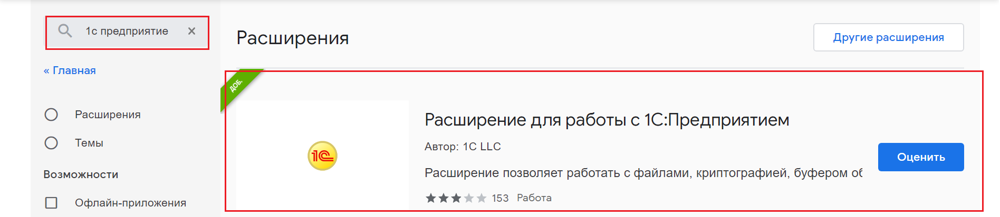 1с предприятие ×
« Главная
Расширения
Темы
Возможности
Офлайн-приложения
Расширения
Другие расширения
ДОБ.
1С
Расширение для работы с 1С:Предприятием
Автор: 1C LLC
Расширение позволяет работать с файлами, криптографией, буфером об
153 Работа
Оценить